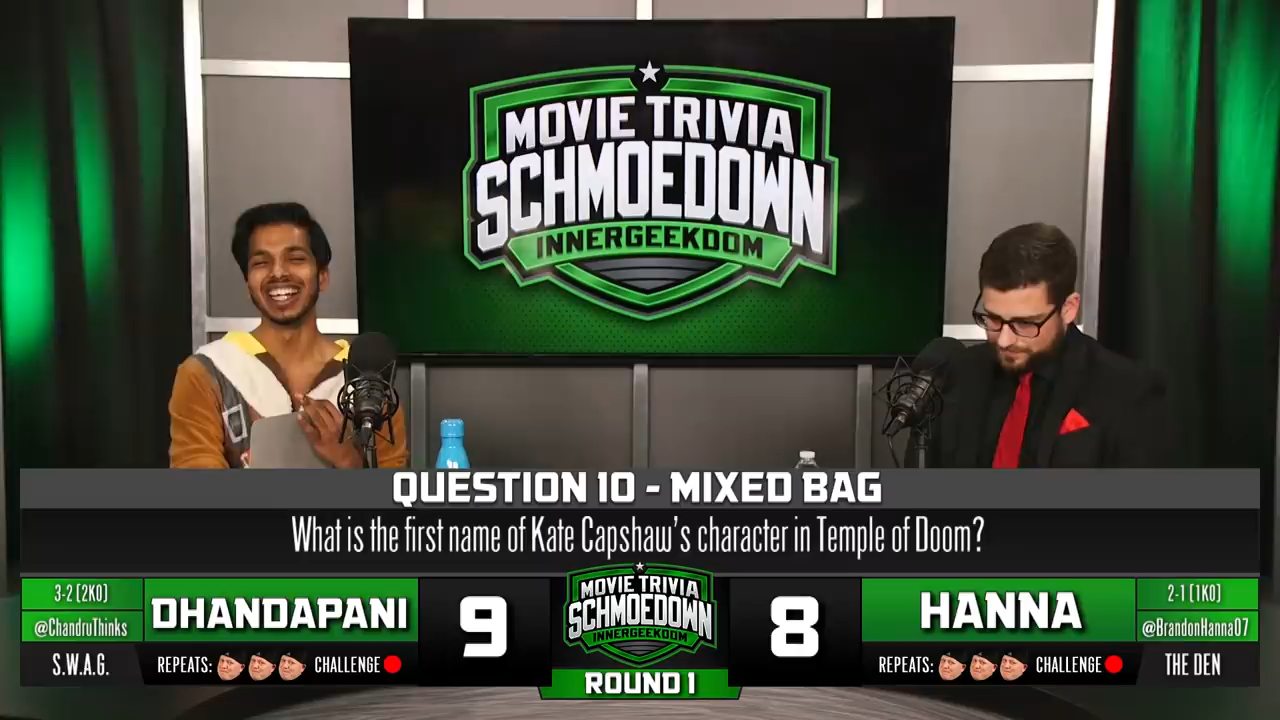 MOVIE TRIVIA
SCHMOEDOWN
INNERGEEKDOM
QUESTION 10 - MIXED BAG
What is the first name of Kate Capshaw's character in Temple of Doom?
3-2 (2KO)
@ChandruThinks
S.W.A.G.
DHANDAPANI
REPEATS:
CHALLENGE
9
MOVIE TRIVIA
SCHMOEDOWN
INNERGEEKDOM
ROUND 1
8
HANNA
REPEATS:
CHALLENGE
2-1 (1KO)
@BrandonHanna07
THE DEN